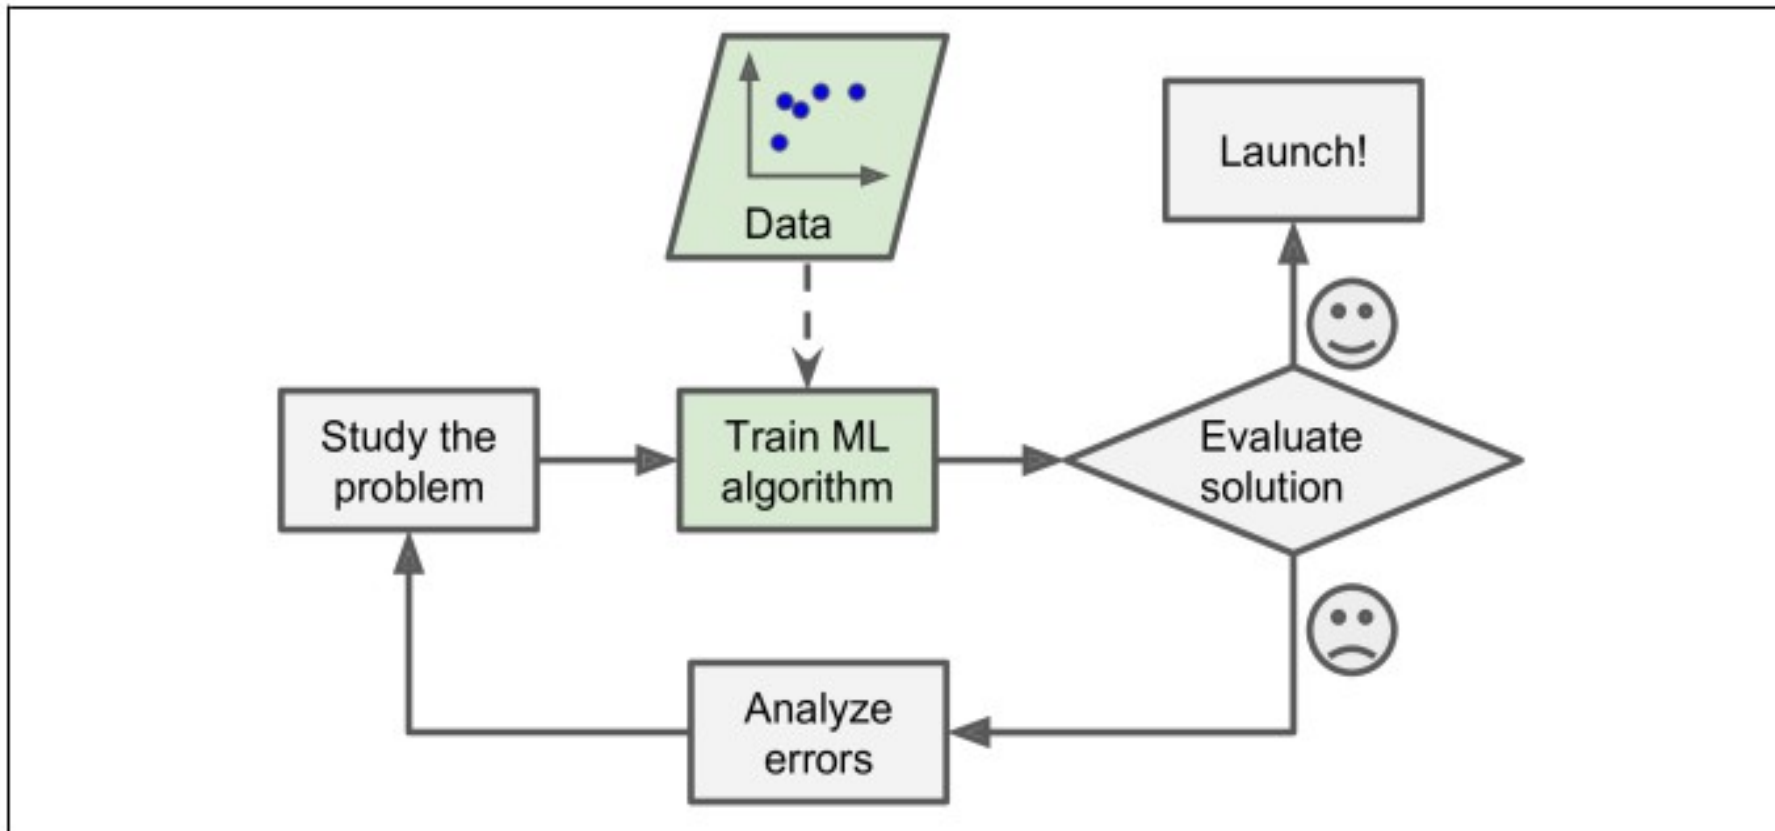 Data
Launch!
Study the
problem
Train ML
algorithm
Evaluate
solution
Analyze
errors